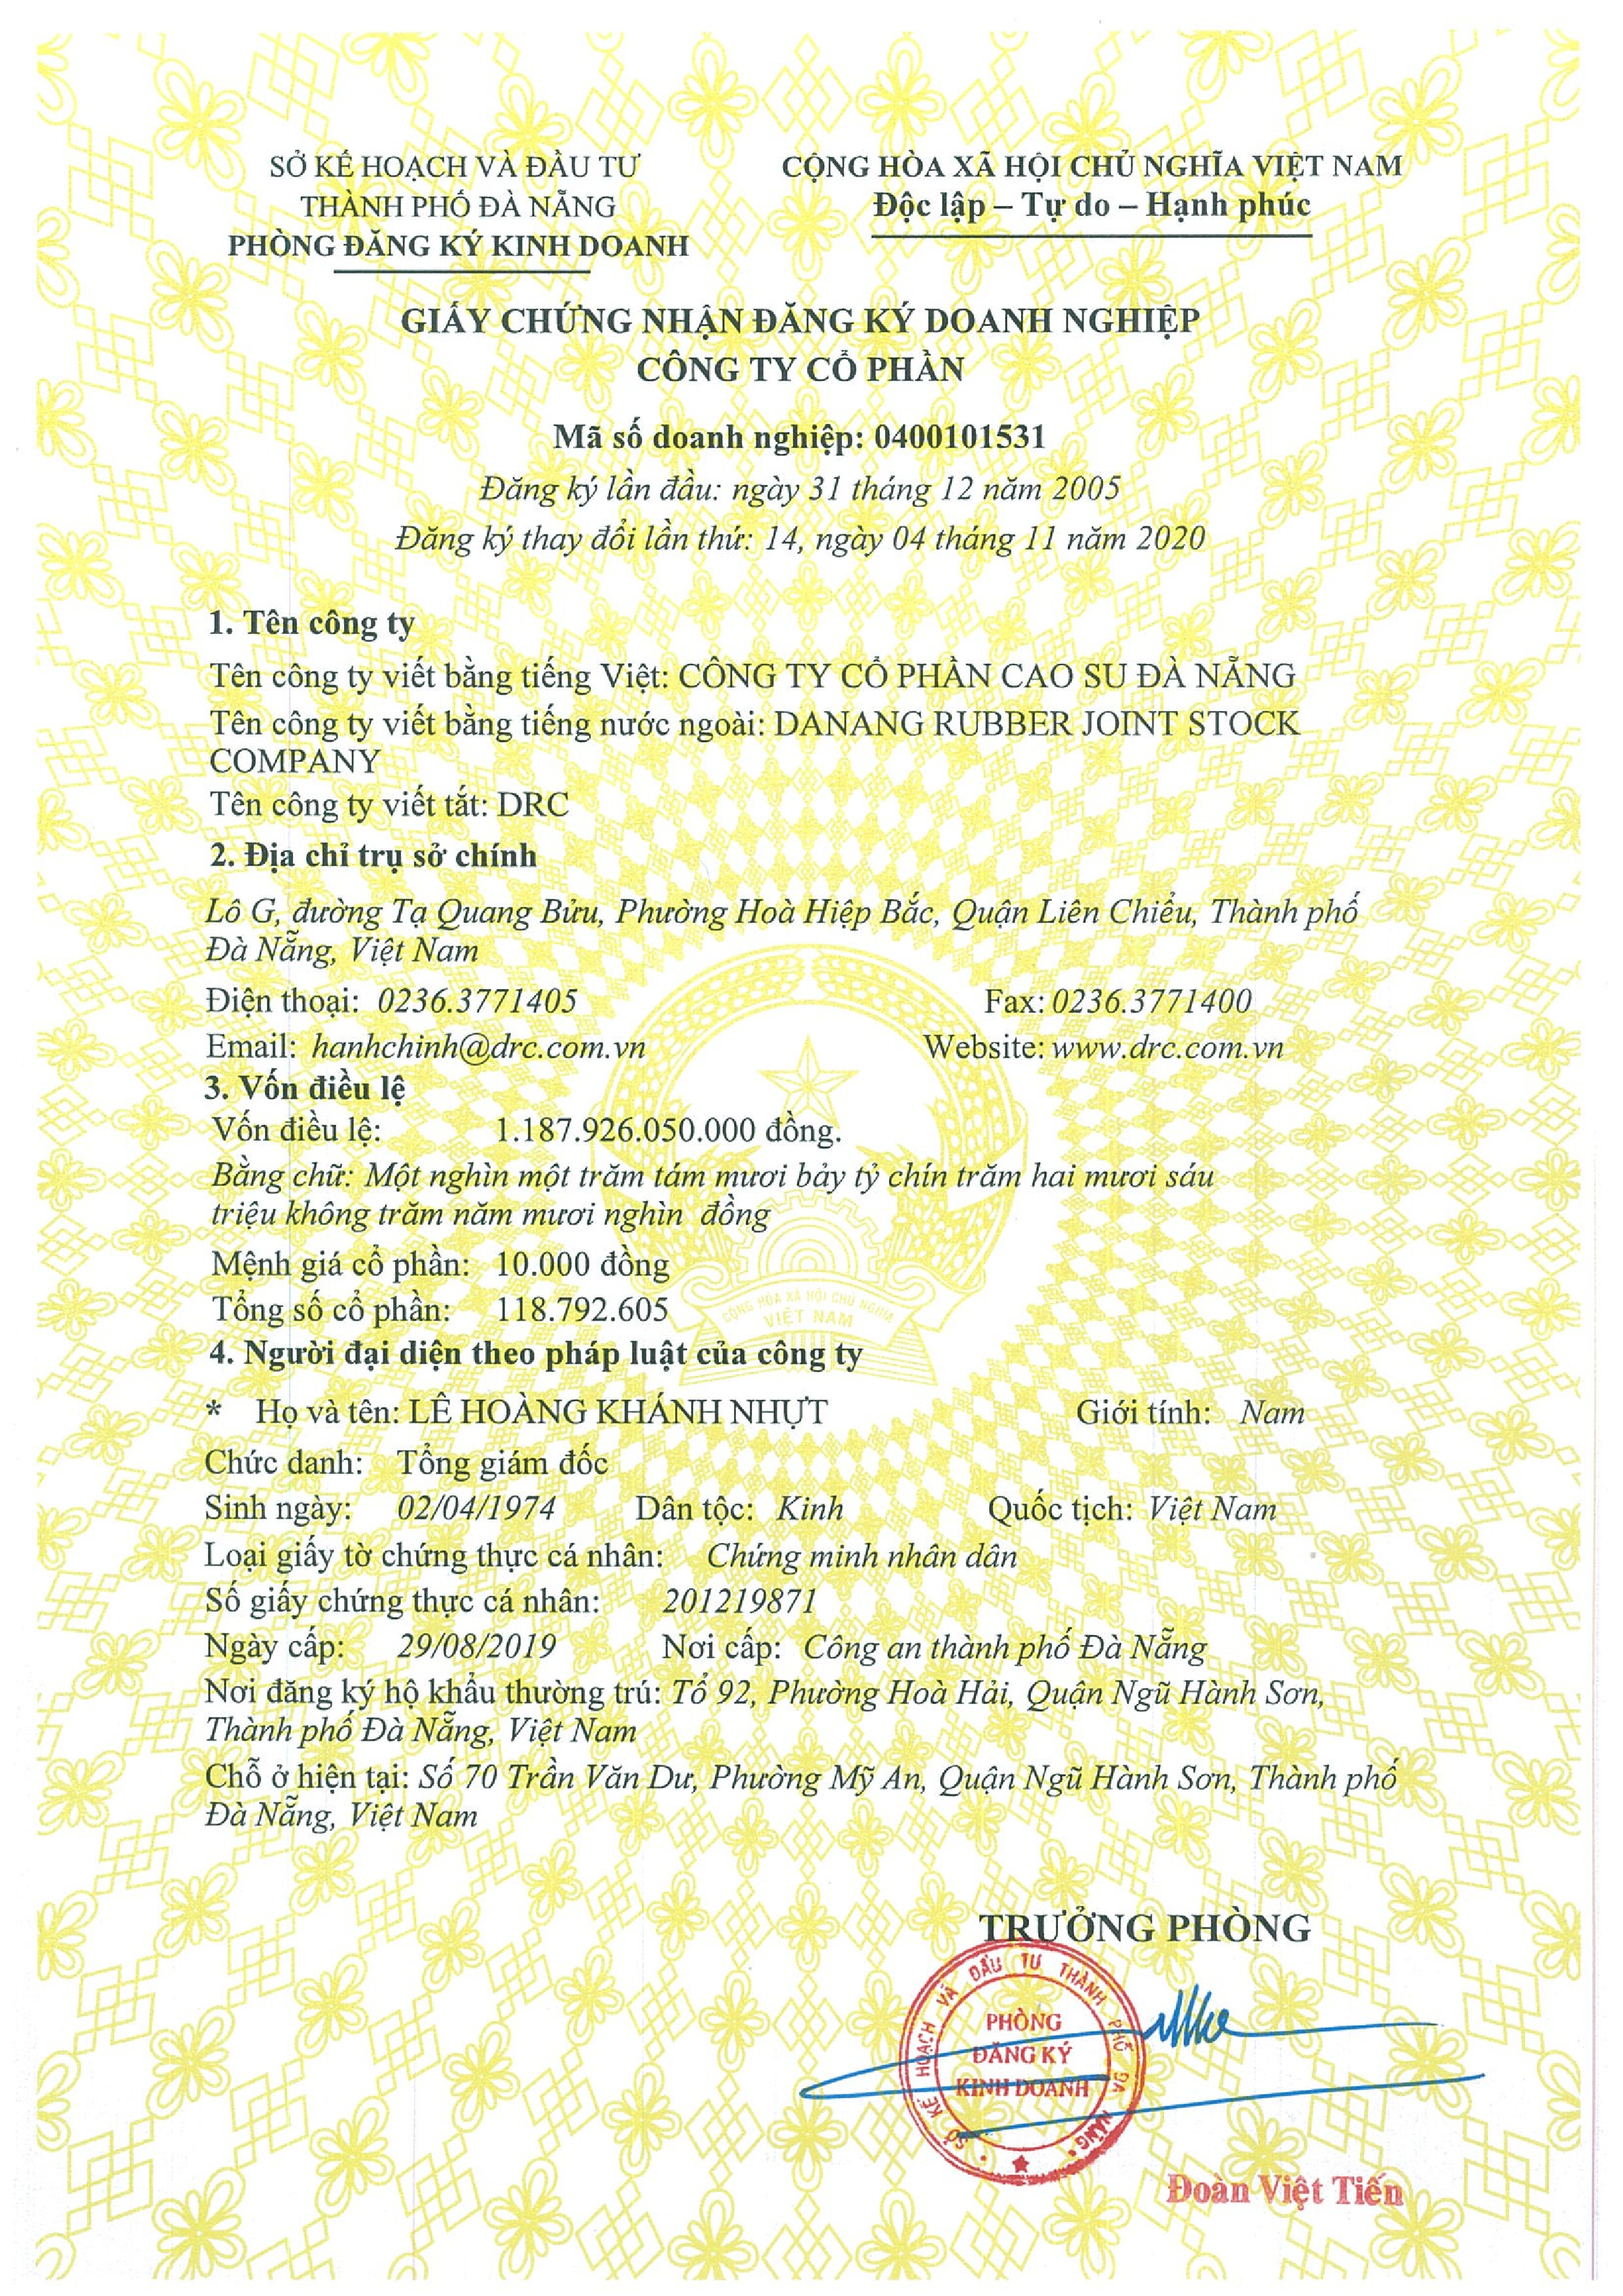 SỞ KẾ HOẠCH VÀ ĐẦU TƯ
THÀNH PHỐ ĐÀ NẴNG
PHÒNG ĐĂNG KÝ KINH DOANH
CỘNG HÒA XÃ HỘI CHỦ NGHĨA VIỆT NAM
Độc lập – Tự do – Hạnh phúc
GIẤY CHỨNG NHẬN ĐĂNG KÝ DOANH NGHIỆP
CÔNG TY CỔ PHẦN
Mã số doanh nghiệp: 0400101531
Đăng ký lần đầu: ngày 31 tháng 12 năm 2005
Đăng ký thay đổi lần thứ: 14, ngày 04 tháng 11 năm 2020
1. Tên công ty
Tên công ty viết bằng tiếng Việt: CÔNG TY CỔ PHẦN CAO SU ĐÀ NẴNG
Tên công ty viết bằng tiếng nước ngoài: DANANG RUBBER JOINT STOCK
COMPANY
Tên công ty viết tắt: DRC
2. Địa chỉ trụ sở chính
Lô G, đường Tạ Quang Bửu, Phường Hoà Hiệp Bắc, Quận Liên Chiểu, Thành phố
Đà Nẵng, Việt Nam
Điện thoại: 0236.3771405 Fax: 0236.3771400
Email: hanhchinh@drc.com.vn Website: www.drc.com.vn
3. Vốn điều lệ
Vốn điều lệ: 1.187.926.050.000 đồng.
Bằng chữ: Một nghìn một trăm tám mươi bảy tỷ chín trăm hai mươi sáu
triệu không trăm năm mươi nghìn đồng
Mệnh giá cổ phần: 10.000 đồng
Tổng số cổ phần: 118.792.605
CỘNG HÒA XÃ HỘI CHỦ NGHĨA
VIỆT NAM
4. Người đại diện theo pháp luật của công ty
* Họ và tên: LÊ HOÀNG KHÁNH NHỰT Giới tính: Nam
Chức danh: Tổng giám đốc
Sinh ngày: 02/04/1974 Dân tộc: Kinh Quốc tịch: Việt Nam
Loại giấy tờ chứng thực cá nhân: Chứng minh nhân dân
Số giấy chứng thực cá nhân: 201219871
Ngày cấp: 29/08/2019 Nơi cấp: Công an thành phố Đà Nẵng
Nơi đăng ký hộ khẩu thường trú: Tổ 92, Phường Hoà Hải, Quận Ngũ Hành Sơn,
Thành phố Đà Nẵng, Việt Nam
Chỗ ở hiện tại: Số 70 Trần Văn Dư, Phường Mỹ An, Quận Ngũ Hành Sơn, Thành phố
Đà Nẵng, Việt Nam
TRƯỞNG PHÒNG
SỞ KẾ HOẠCH VÀ ĐẦU TƯ THÀNH PHỐ ĐÀ NẴNG
PHÒNG
ĐĂNG KÝ
KINH DOANH
Đoàn Việt Tiến